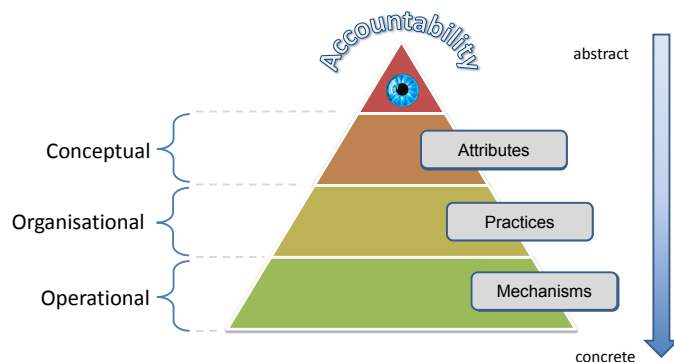 Accountability
abstract
Conceptual
Attributes
Organisational
Practices
Operational
Mechanisms
concrete